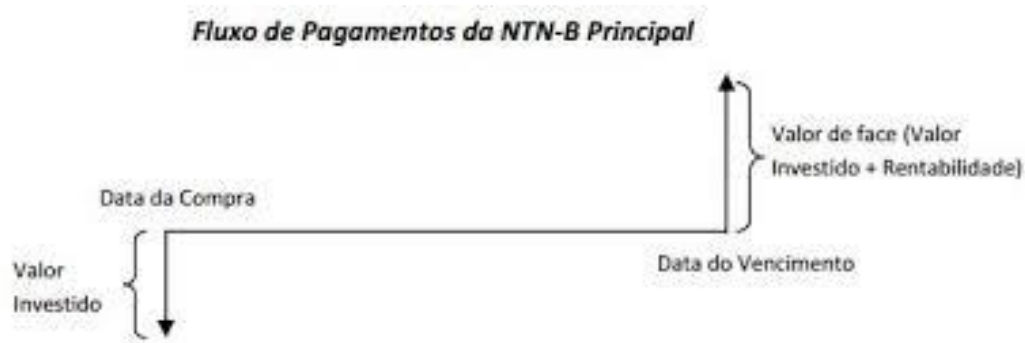 Fluxo de Pagamentos da NTN-B Principal
Valor de face (Valor
Investido + Rentabilidade)
Data da Compra
Data do Vencimento
Valor
Investido